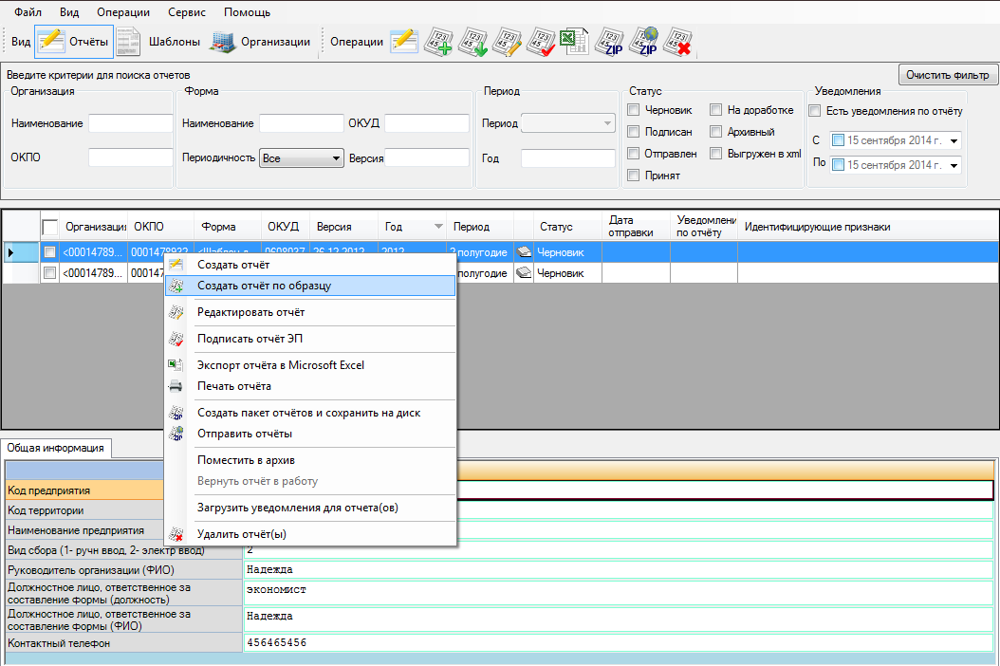 Файл Вид Операции Сервис Помощь
Вид Отчёты Шаблоны Организации Операции
Введите критерии для поиска отчетов Очистить фильтр
Организация Форма Период Статус Уведомления
Наименование Наименование ОКУД Период Черновик На доработке Есть уведомления по отчёту
Подписан Архивный С 15 сентября 2014 г.
ОКПО Периодичность Все Версия Год Отправлен Выгружен в xml По 15 сентября 2014 г.
Принят
Организаци ОКПО Форма ОКУД Версия Год Период Статус Дата отправки Уведомлени по отчёту Идентифицирующие признаки
<00014789... 0001478932 <Шаблон д 0608037 26.12.2012 2012 2 полугодие Черновик
<00014789... 00014 полугодие Черновик
Создать отчёт
Создать отчёт по образцу
Редактировать отчёт
Подписать отчёт ЭП
Экспорт отчёта в Microsoft Excel
Печать отчёта
Создать пакет отчётов и сохранить на диск
Отправить отчёты
Поместить в архив
Вернуть отчёт в работу
Загрузить уведомления для отчета(ов)
Удалить отчёт(ы)
Общая информация
Код предприятия
Код территории
Наименование предприятия
Вид сбора (1- ручн ввод, 2- электр ввод) 2
Руководитель организации (ФИО) Надежда
Должностное лицо, ответственное за
составление формы (должность) экономист
Должностное лицо, ответственное за
составление формы (ФИО) Надежда
Контактный телефон 456465456